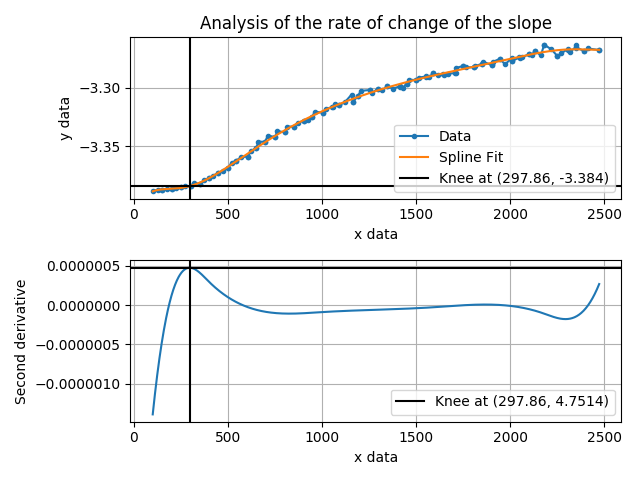 Analysis of the rate of change of the slope
y data
−3.30
−3.35
Data
Spline Fit
Knee at (297.86, -3.384)
0 500 1000 1500 2000 2500
x data
Second derivative
0.0000005
0.0000000
−0.0000005
−0.0000010
Knee at (297.86, 4.7514)
0 500 1000 1500 2000 2500
x data